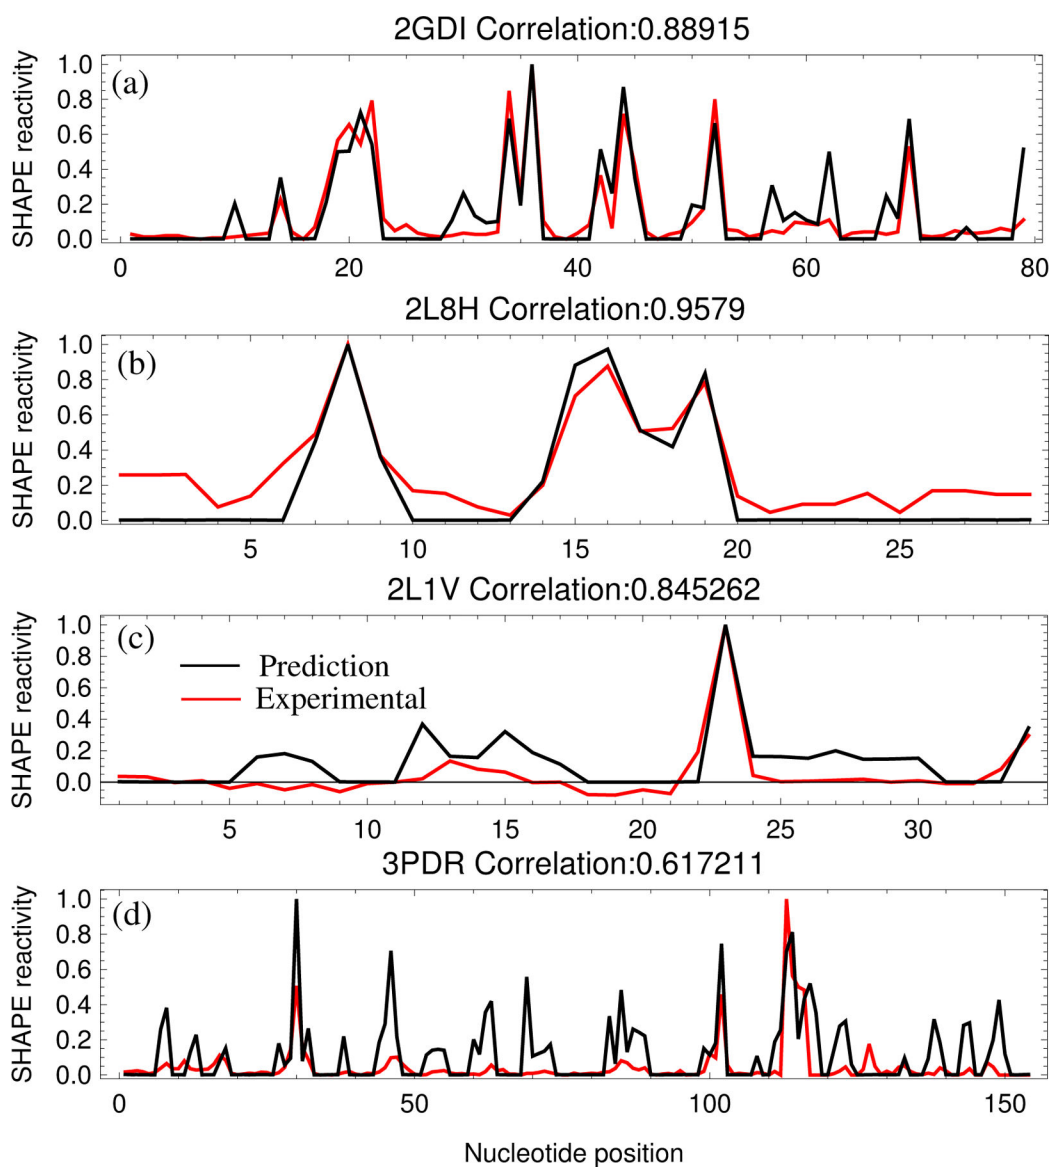 2GDI Correlation:0.88915
(a)
SHAPE reactivity
1.0
0.8
0.6
0.4
0.2
0.0
0 20 40 60 80
2L8H Correlation:0.9579
(b)
SHAPE reactivity
1.0
0.8
0.6
0.4
0.2
0.0
5 10 15 20 25
2L1V Correlation:0.845262
(c)
SHAPE reactivity
1.0
0.8
0.6
0.4
0.2
0.0
Prediction
Experimental
5 10 15 20 25 30
3PDR Correlation:0.617211
(d)
SHAPE reactivity
1.0
0.8
0.6
0.4
0.2
0.0
0 50 100 150
Nucleotide position